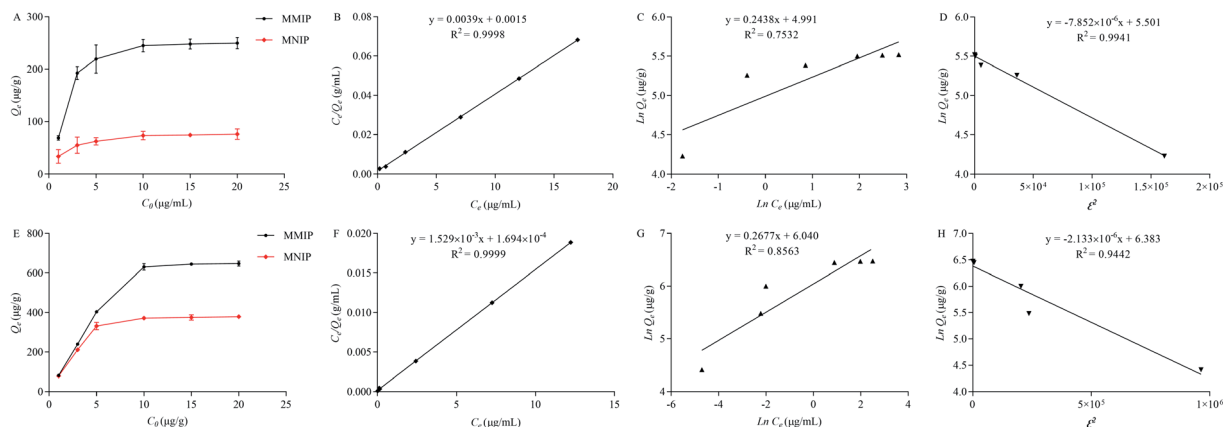 A
MMIP
MNIP
300
200
100
0
0
5
10
15
20
25
Qe (μg/g)
C0 (μg/mL)
B
y = 0.0039x + 0.0015
R² = 0.9998
0.08
0.06
0.04
0.02
0.00
0
5
10
15
20
Ce/Qe (g/mL)
Ce (μg/mL)
C
y = 0.2438x + 4.991
R² = 0.7532
6.0
5.5
5.0
4.5
4.0
-2
-1
0
1
2
3
Ln Qe (μg/g)
Ln Ce (μg/mL)
D
y = -7.852×10⁻⁶x + 5.501
R² = 0.9941
6.0
5.5
5.0
4.5
4.0
0
5×10⁴
1×10⁵
1.5×10⁵
2×10⁵
Ln Qe (μg/g)
ε²
E
MMIP
MNIP
800
600
400
200
0
0
5
10
15
20
25
Qe (μg/g)
C0 (μg/g)
F
y = 1.529×10⁻³x + 1.694×10⁻⁴
R² = 0.9999
0.020
0.015
0.010
0.005
0.000
0
5
10
15
Ce/Qe (g/mL)
Ce (μg/mL)
G
y = 0.2677x + 6.040
R² = 0.8563
7
6
5
4
-6
-4
-2
0
2
4
Ln Qe (μg/g)
Ln Ce (μg/mL)
H
y = -2.133×10⁻⁶x + 6.383
R² = 0.9442
7.0
6.5
6.0
5.5
5.0
4.5
4.0
0
5×10⁵
1×10⁶
Ln Qe (μg/g)
ε²